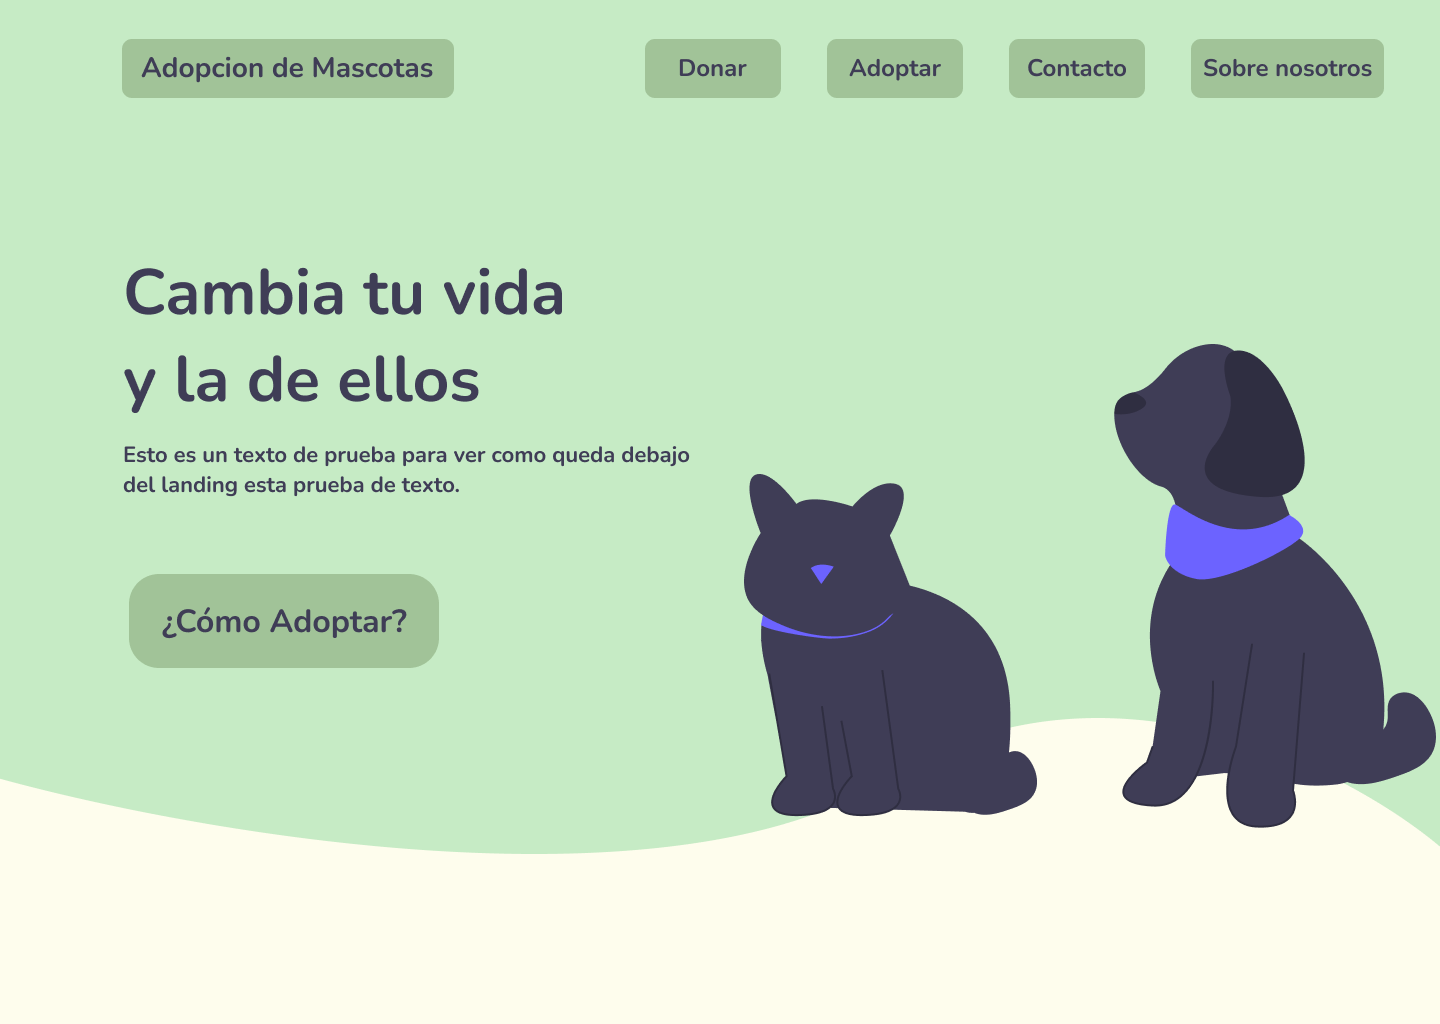 Adopcion de Mascotas
Donar
Adoptar
Contacto
Sobre nosotros
Cambia tu vida
y la de ellos
Esto es un texto de prueba para ver como queda debajo
del landing esta prueba de texto.
¿Cómo Adoptar?